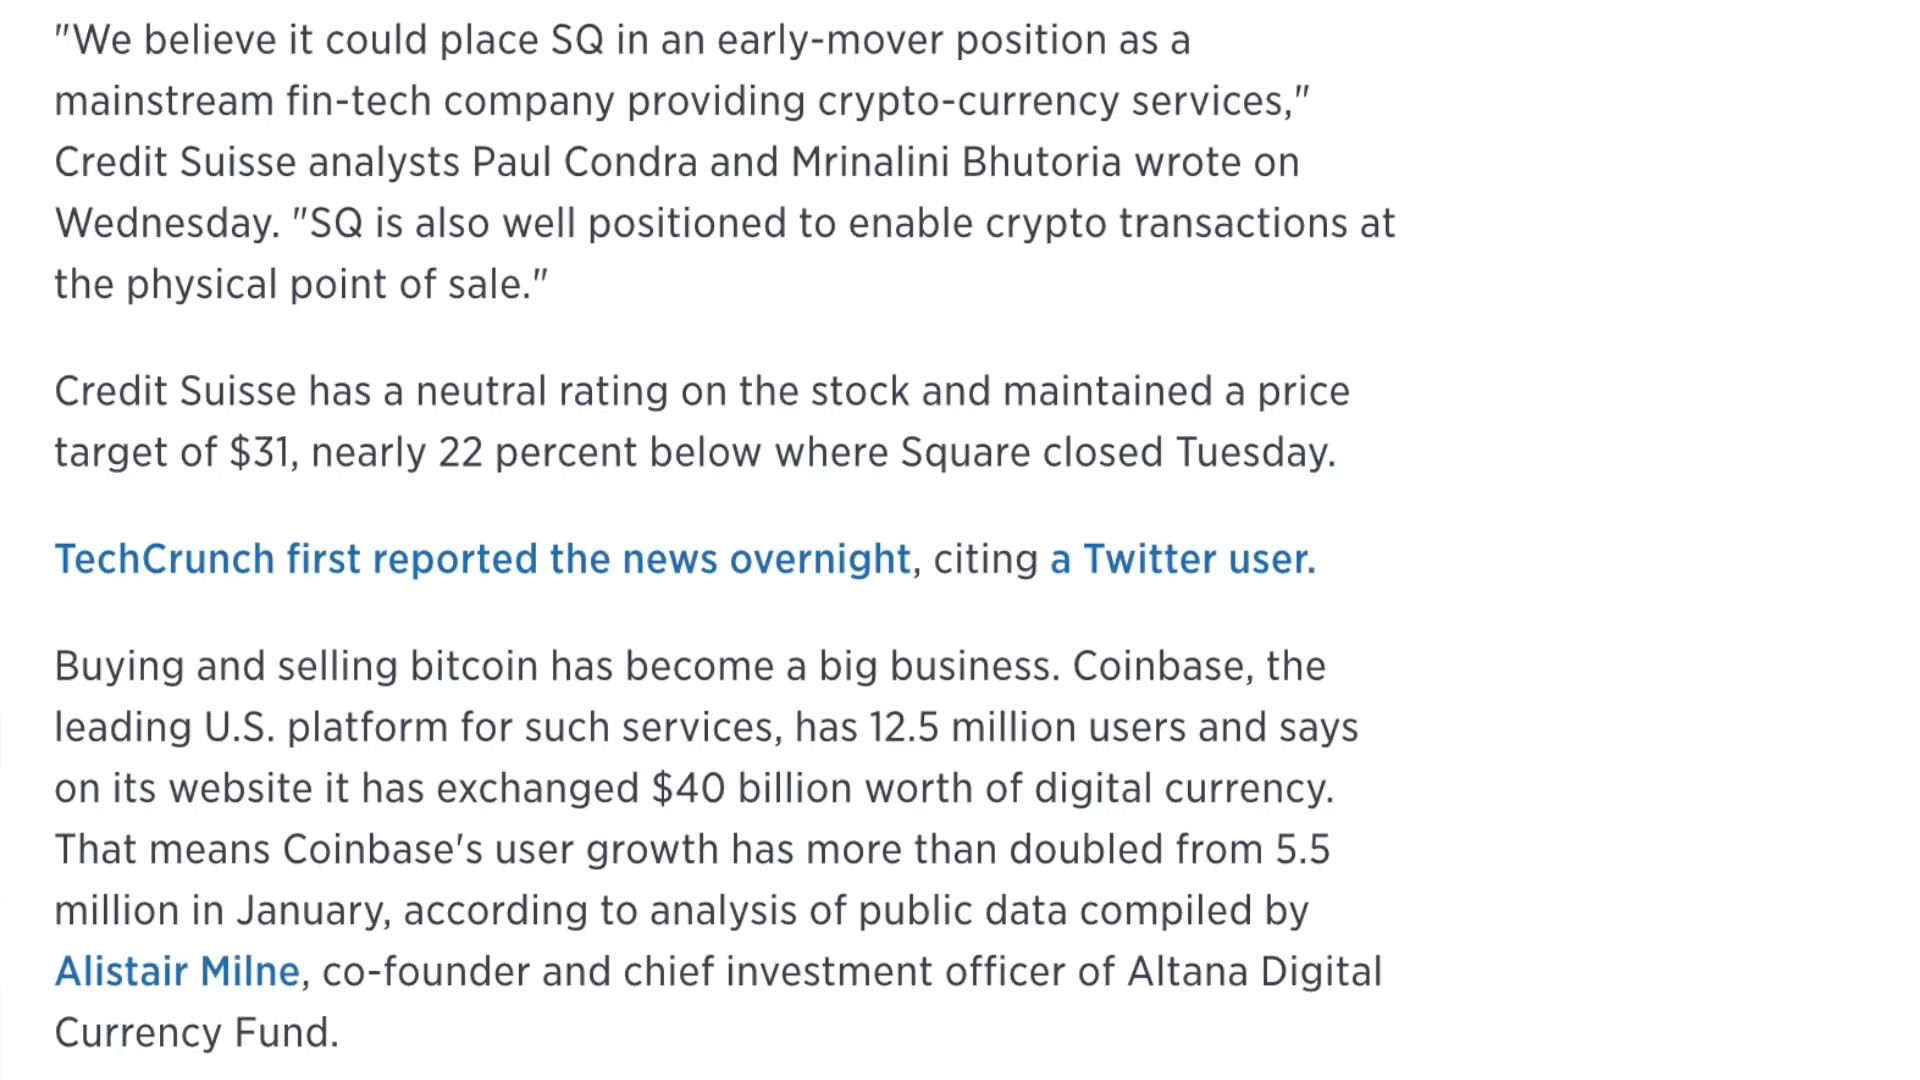 "We believe it could place SQ in an early-mover position as a
mainstream fin-tech company providing crypto-currency services,"
Credit Suisse analysts Paul Condra and Mrinalini Bhutoria wrote on
Wednesday. "SQ is also well positioned to enable crypto transactions at
the physical point of sale."
Credit Suisse has a neutral rating on the stock and maintained a price
target of $31, nearly 22 percent below where Square closed Tuesday.
TechCrunch first reported the news overnight, citing a Twitter user.
Buying and selling bitcoin has become a big business. Coinbase, the
leading U.S. platform for such services, has 12.5 million users and says
on its website it has exchanged $40 billion worth of digital currency.
That means Coinbase's user growth has more than doubled from 5.5
million in January, according to analysis of public data compiled by
Alistair Milne, co-founder and chief investment officer of Altana Digital
Currency Fund.